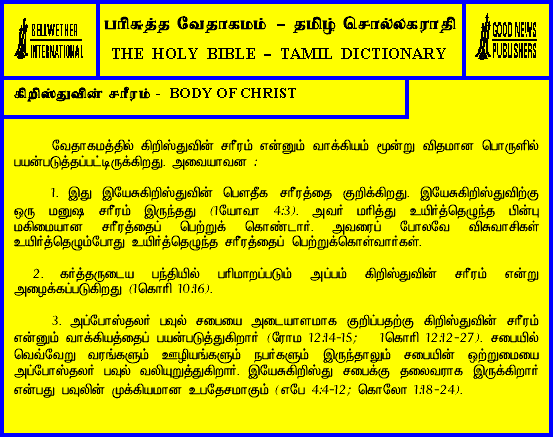 BELLWETHER
INTERNATIONAL
பரிசுத்த வேதாகமம் – தமிழ் சொல்லகராதி
THE HOLY BIBLE – TAMIL DICTIONARY
GOOD NEWS
PUBLISHERS
கிறிஸ்துவின் சரீரம் - BODY OF CHRIST
வேதாகமத்தில் கிறிஸ்துவின் சரீரம் என்னும் வாக்கியம் மூன்று விதமான பொருளில்
பயன்படுத்தப்பட்டிருக்கிறது. அவையாவன :
1. இது இயேசுகிறிஸ்துவின் பௌதீக சரீரத்தை குறிக்கிறது. இயேசுகிறிஸ்துவிற்கு
ஒரு மனுஷ சரீரம் இருந்தது (1யோவா 4:3). அவர் மரித்து உயிர்த்தெழுந்த பின்பு
மகிமையான சரீரத்தைப் பெற்றுக் கொண்டார். அவரைப் போலவே விசுவாசிகள்
உயிர்த்தெழும்போது உயிர்த்தெழுந்த சரீரத்தைப் பெற்றுக்கொள்வார்கள்.
2. கர்த்தருடைய பந்தியில் பரிமாறப்படும் அப்பம் கிறிஸ்துவின் சரீரம் என்று
அழைக்கப்படுகிறது (1கொரி 10:16).
3. அப்போஸ்தலர் பவுல் சபையை அடையாளமாக குறிப்பதற்கு கிறிஸ்துவின் சரீரம்
என்னும் வாக்கியத்தைப் பயன்படுத்துகிறார் (ரோம 12:14-15; 1கொரி 12:12-27). சபையில்
வெவ்வேறு வரங்களும் ஊழியங்களும் நபர்களும் இருந்தாலும் சபையின் ஒற்றுமையை
அப்போஸ்தலர் பவுல் வலியுறுத்துகிறார். இயேசுகிறிஸ்து சபைக்கு தலைவராக இருக்கிறார்
என்பது பவுலின் முக்கியமான உபதேசமாகும் (எபே 4:4-12; கொலோ 1:18-24).